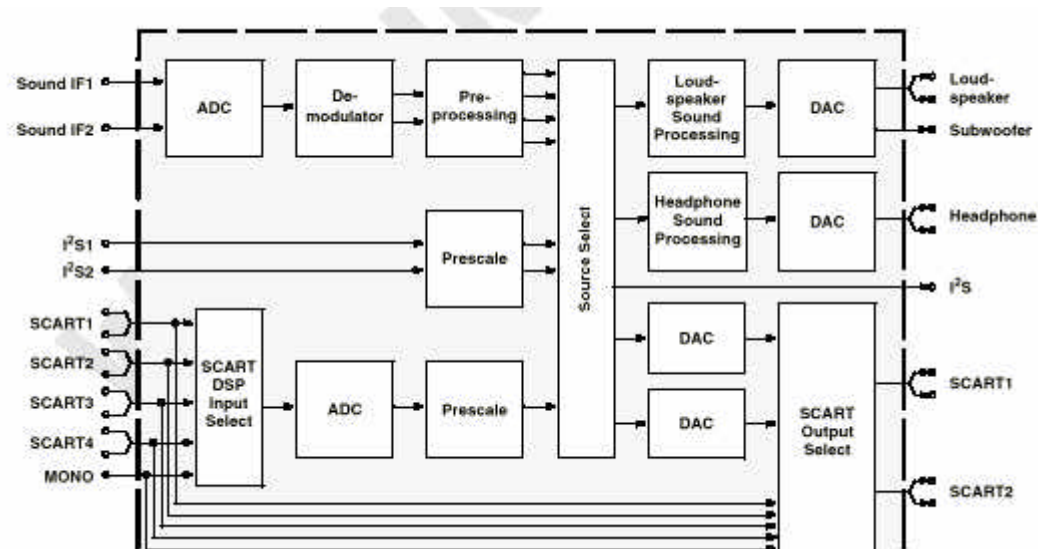 Sound IF1
Sound IF2
ADC
De-
modulator
Pre-
processing
Loud-
speaker
Sound
Processing
DAC
Loud-
speaker
Subwoofer
Headphone
Sound
Processing
DAC
Headphone
I²S1
I²S2
Prescale
Source Select
I²S
SCART1
SCART2
SCART3
SCART4
MONO
SCART
DSP
Input
Select
ADC
Prescale
DAC
DAC
SCART
Output
Select
SCART1
SCART2